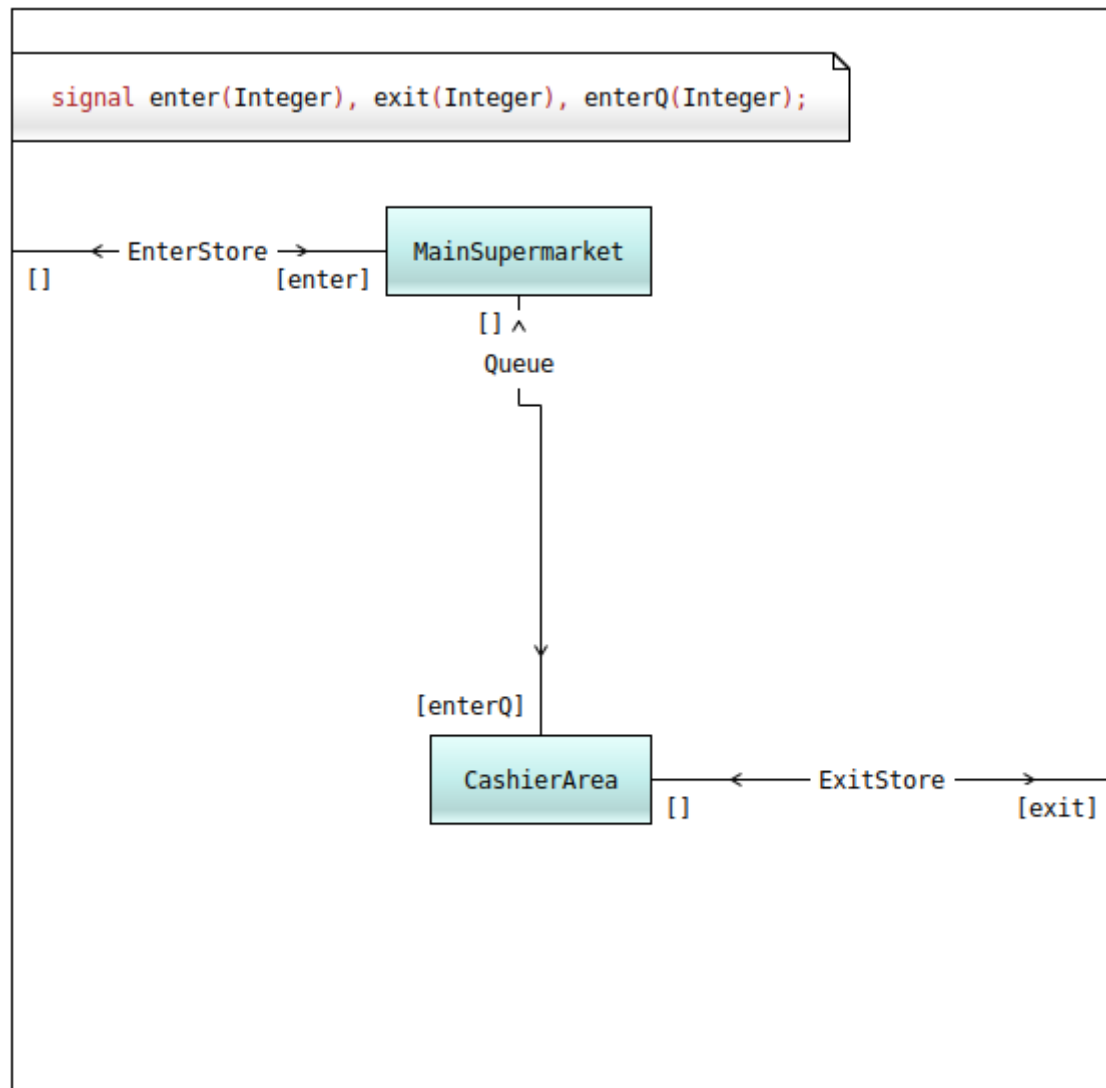 signal enter(Integer), exit(Integer), enterQ(Integer);
EnterStore
MainSupermarket
[]
[enter]
[]
Queue
[enterQ]
CashierArea
ExitStore
[]
[exit]